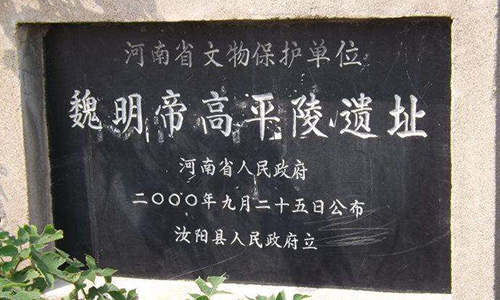 河南省文物保护单位
魏明帝高平陵遗址
河南省人民政府
二〇〇〇年九月二十五日公布
汝阳县人民政府立